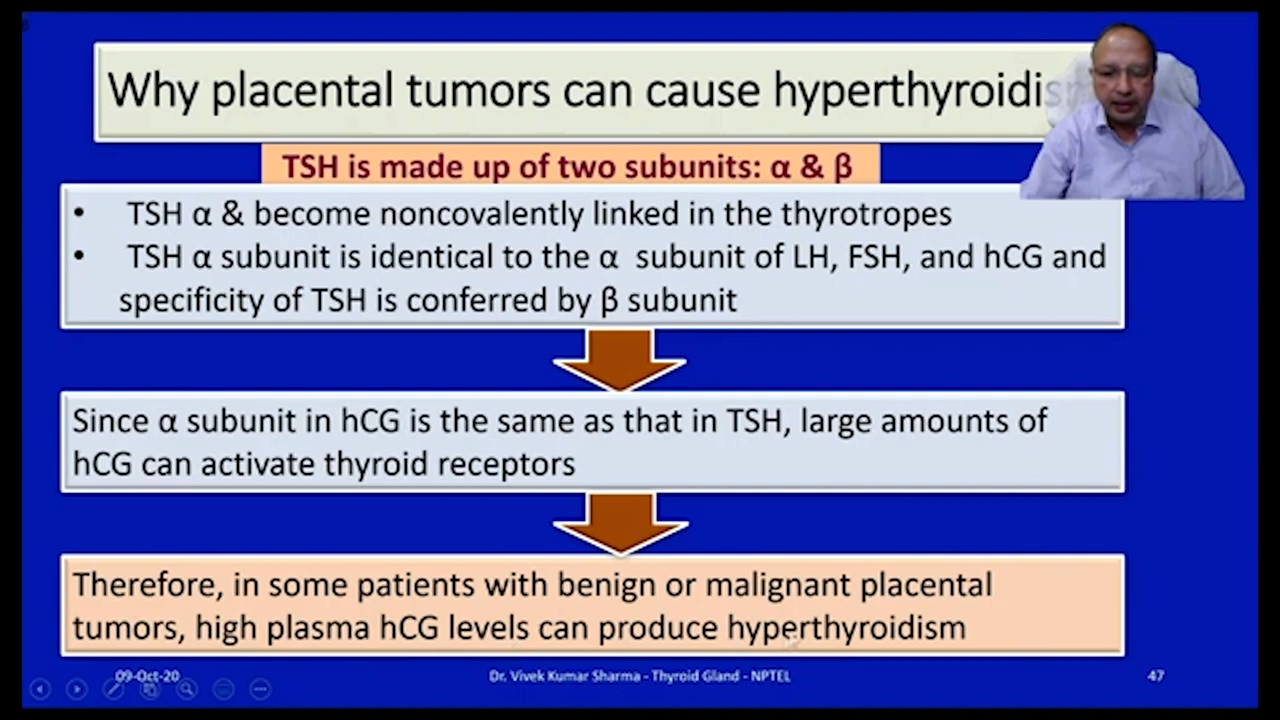 Why placental tumors can cause hyperthyroidis
TSH is made up of two subunits: α & β
• TSH α & become noncovalently linked in the thyrotropes
• TSH α subunit is identical to the α subunit of LH, FSH, and hCG and
specificity of TSH is conferred by β subunit
Since α subunit in hCG is the same as that in TSH, large amounts of
hCG can activate thyroid receptors
Therefore, in some patients with benign or malignant placental
tumors, high plasma hCG levels can produce hyperthyroidism
09-Oct-20
Dr. Vivek Kumar Sharma - Thyroid Gland - NPTEL
47